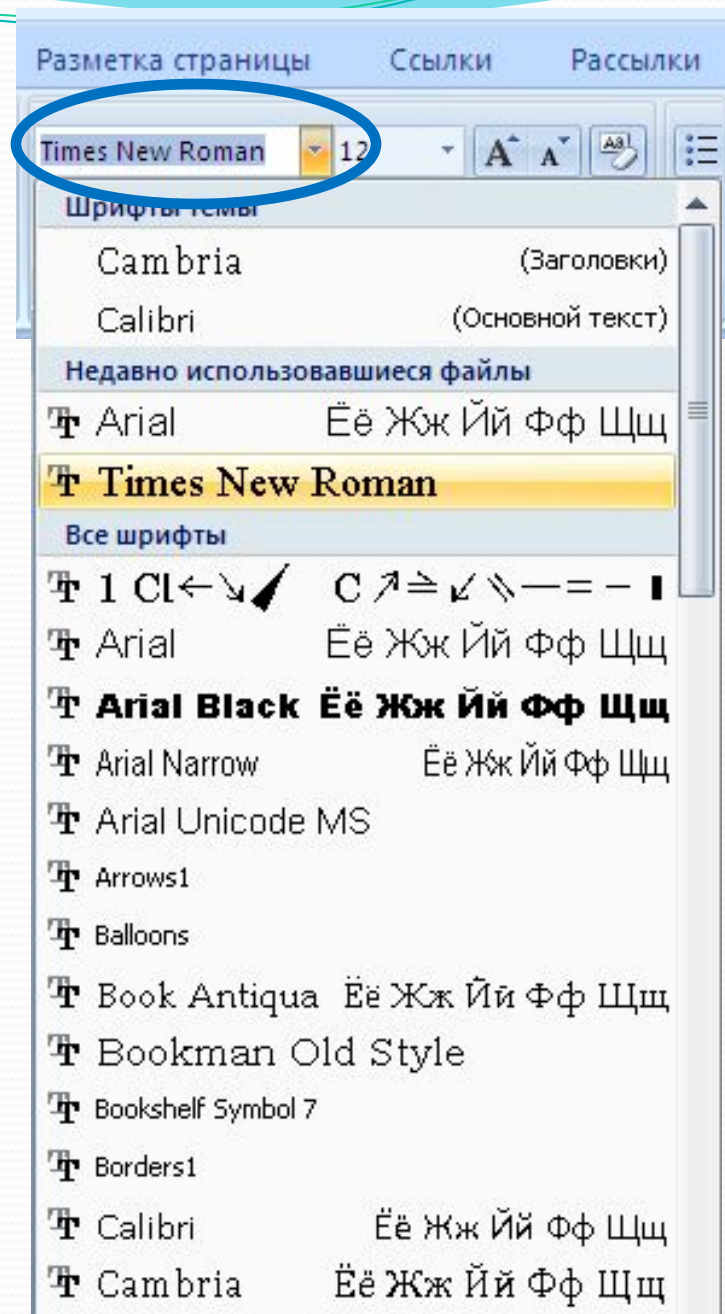 Разметка страницы Ссылки Рассылки
Times New Roman 12 A A Aa
Шрифты темы
Cambria (Заголовки)
Calibri (Основной текст)
Недавно использовавшиеся файлы
Arial Ёё Жж Йй Фф Щщ
Times New Roman
Все шрифты
1 Cl←↘ C ↗ ↙ — = –
Arial Ёё Жж Йй Фф Щщ
Arial Black Ёё Жж Йй Фф Щщ
Arial Narrow Ёё Жж Йй Фф Щщ
Arial Unicode MS
Arrows1
Balloons
Book Antiqua Ёё Жж Йй Фф Щщ
Bookman Old Style
Bookshelf Symbol 7
Borders1
Calibri Ёё Жж Йй Фф Щщ
Cambria Ёё Жж Йй Фф Щщ